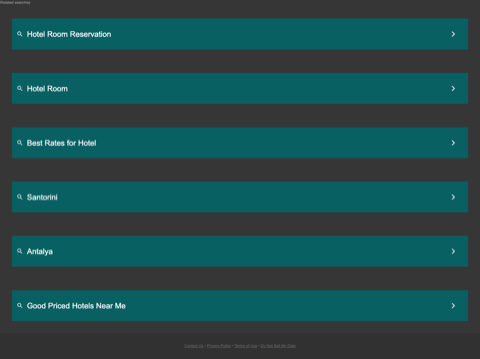 Related searches
Hotel Room Reservation
Hotel Room
Best Rates for Hotel
Santorini
Antalya
Good Priced Hotels Near Me
Contact Us - Privacy Policy - Terms of Use - Do Not Sell My Data